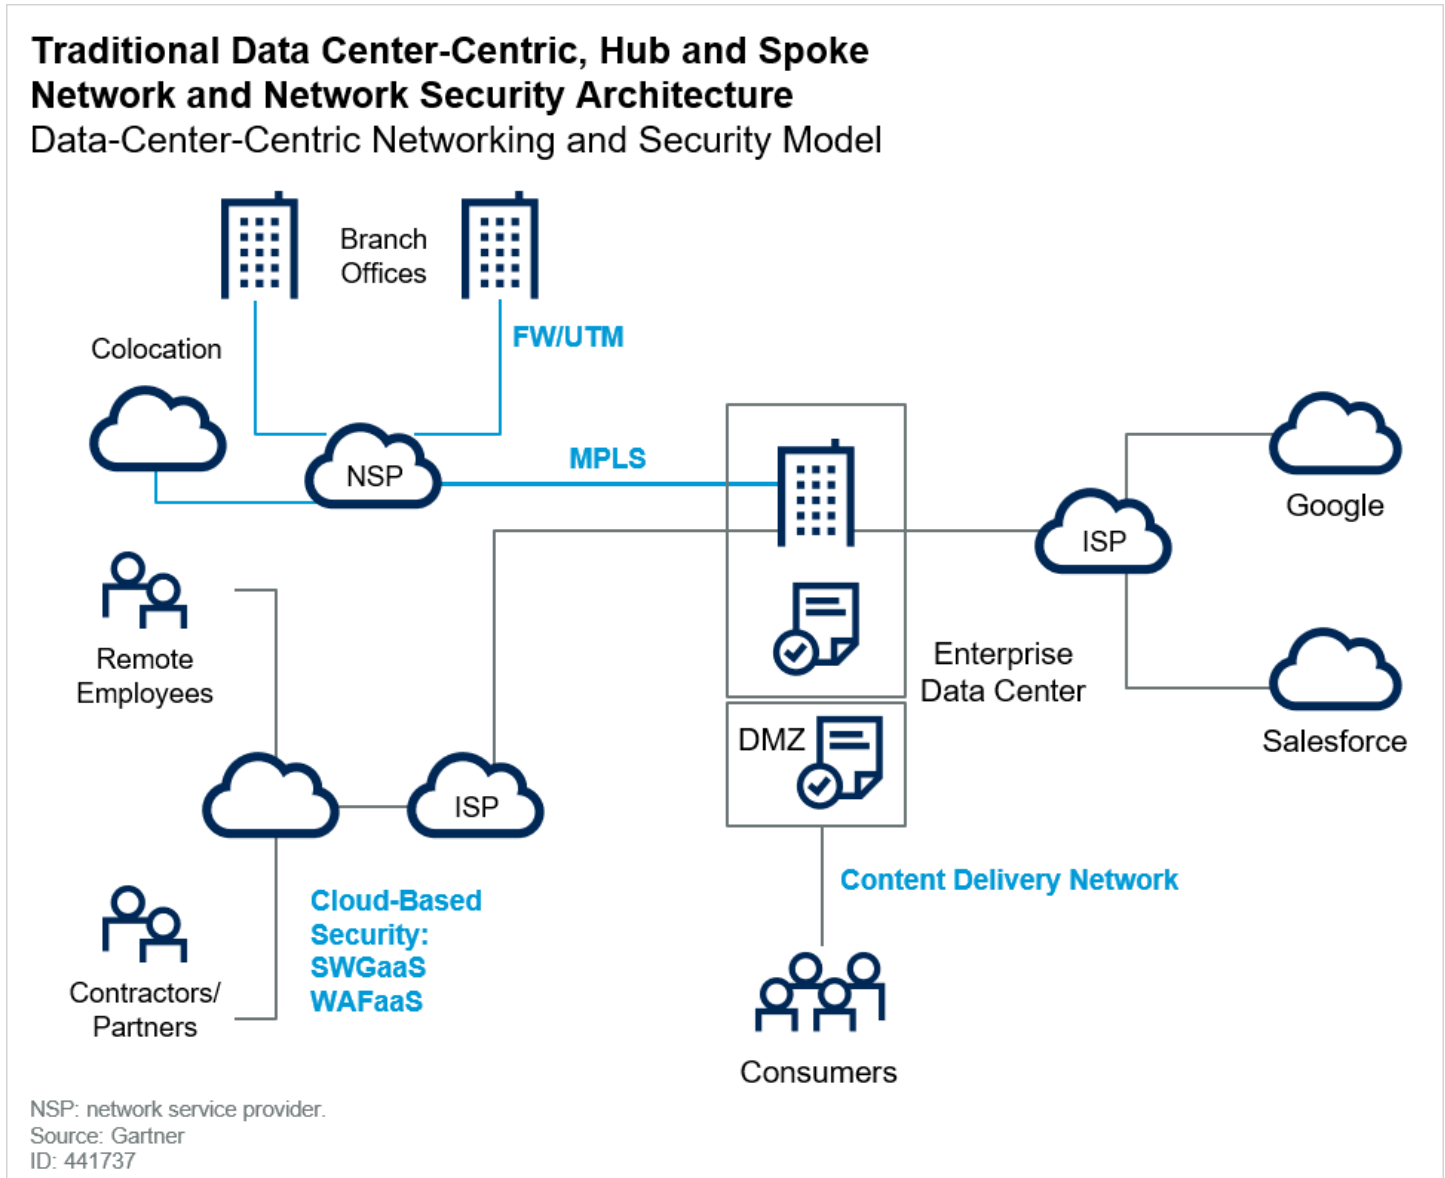 Traditional Data Center-Centric, Hub and Spoke
Network and Network Security Architecture
Data-Center-Centric Networking and Security Model
Branch
Offices
FW/UTM
Colocation
NSP
MPLS
ISP
Google
Remote
Employees
Enterprise
Data Center
DMZ
Salesforce
ISP
Content Delivery Network
Cloud-Based
Security:
SWGaaS
WAFaaS
Contractors/
Partners
Consumers
NSP: network service provider.
Source: Gartner
ID: 441737